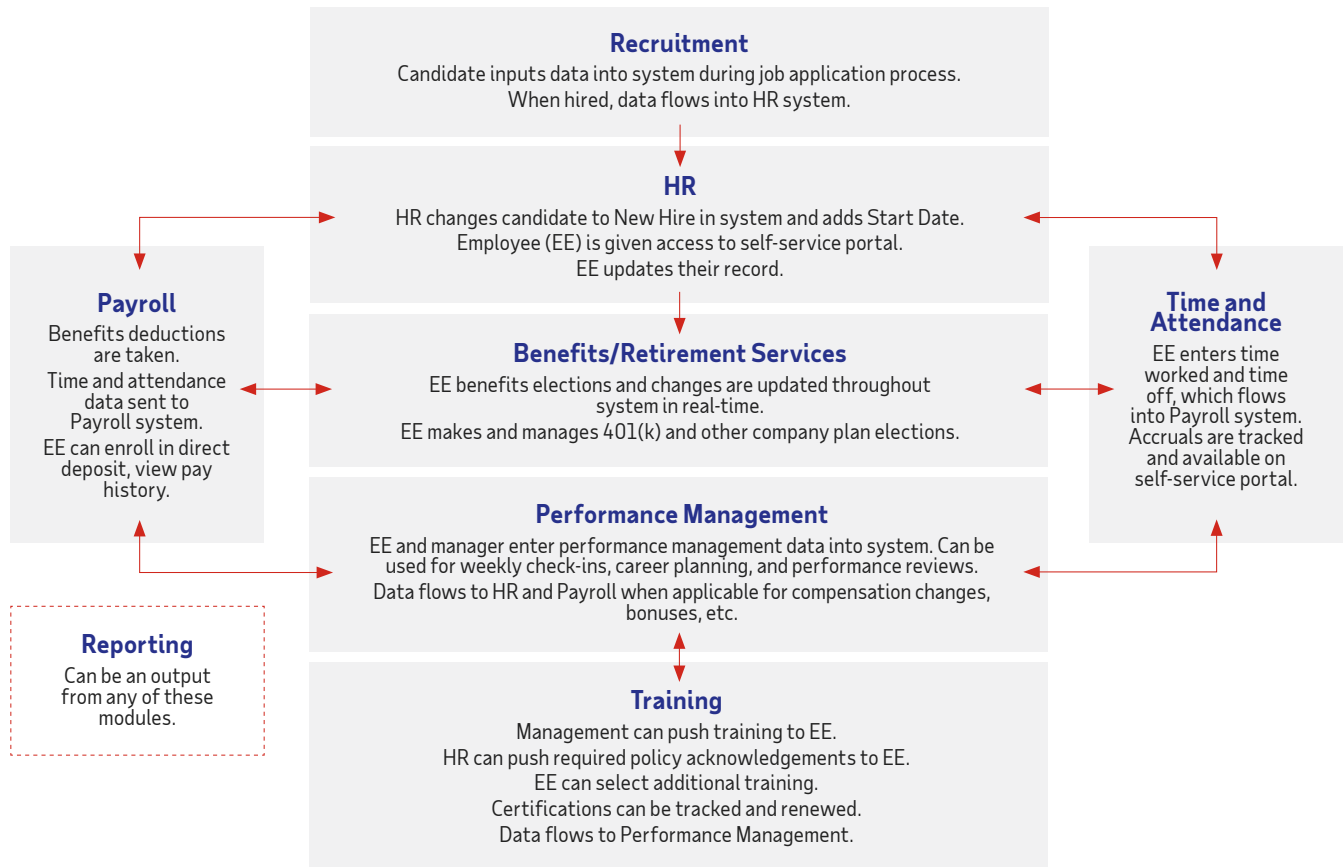 Recruitment
Candidate inputs data into system during job application process.
When hired, data flows into HR system.
HR
HR changes candidate to New Hire in system and adds Start Date.
Employee (EE) is given access to self-service portal.
EE updates their record.
Payroll
Benefits deductions
are taken.
Time and attendance
data sent to
Payroll system.
EE can enroll in direct
deposit, view pay
history.
Benefits/Retirement Services
EE benefits elections and changes are updated throughout
system in real-time.
EE makes and manages 401(k) and other company plan elections.
Time and
Attendance
EE enters time
worked and time
off, which flows
into Payroll system.
Accruals are tracked
and available on
self-service portal.
Performance Management
EE and manager enter performance management data into system. Can be
used for weekly check-ins, career planning, and performance reviews.
Data flows to HR and Payroll when applicable for compensation changes,
bonuses, etc.
Reporting
Can be an output
from any of these
modules.
Training
Management can push training to EE.
HR can push required policy acknowledgements to EE.
EE can select additional training.
Certifications can be tracked and renewed.
Data flows to Performance Management.